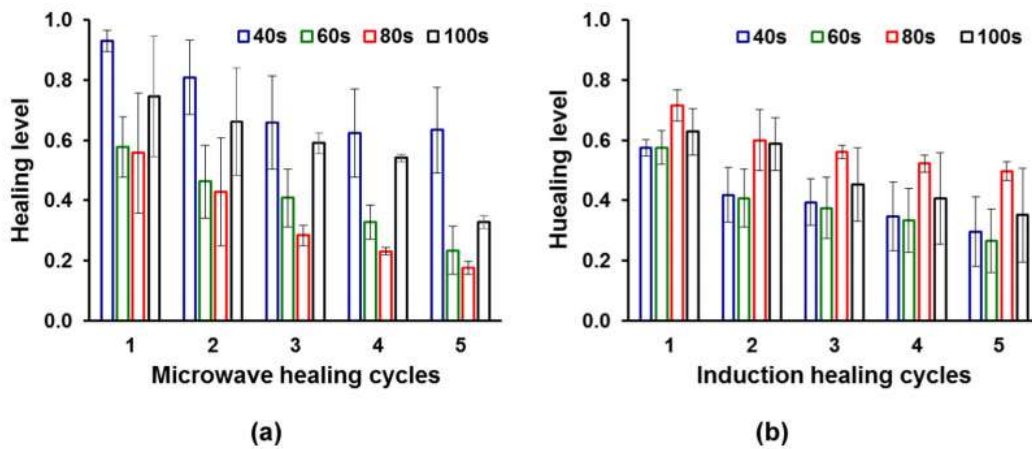 1.0
0.8
0.6
0.4
0.2
0.0
Healing level
40s 60s 80s 100s
1 2 3 4 5
Microwave healing cycles
(a)
1.0
0.8
0.6
0.4
0.2
0.0
Huealing level
40s 60s 80s 100s
1 2 3 4 5
Induction healing cycles
(b)